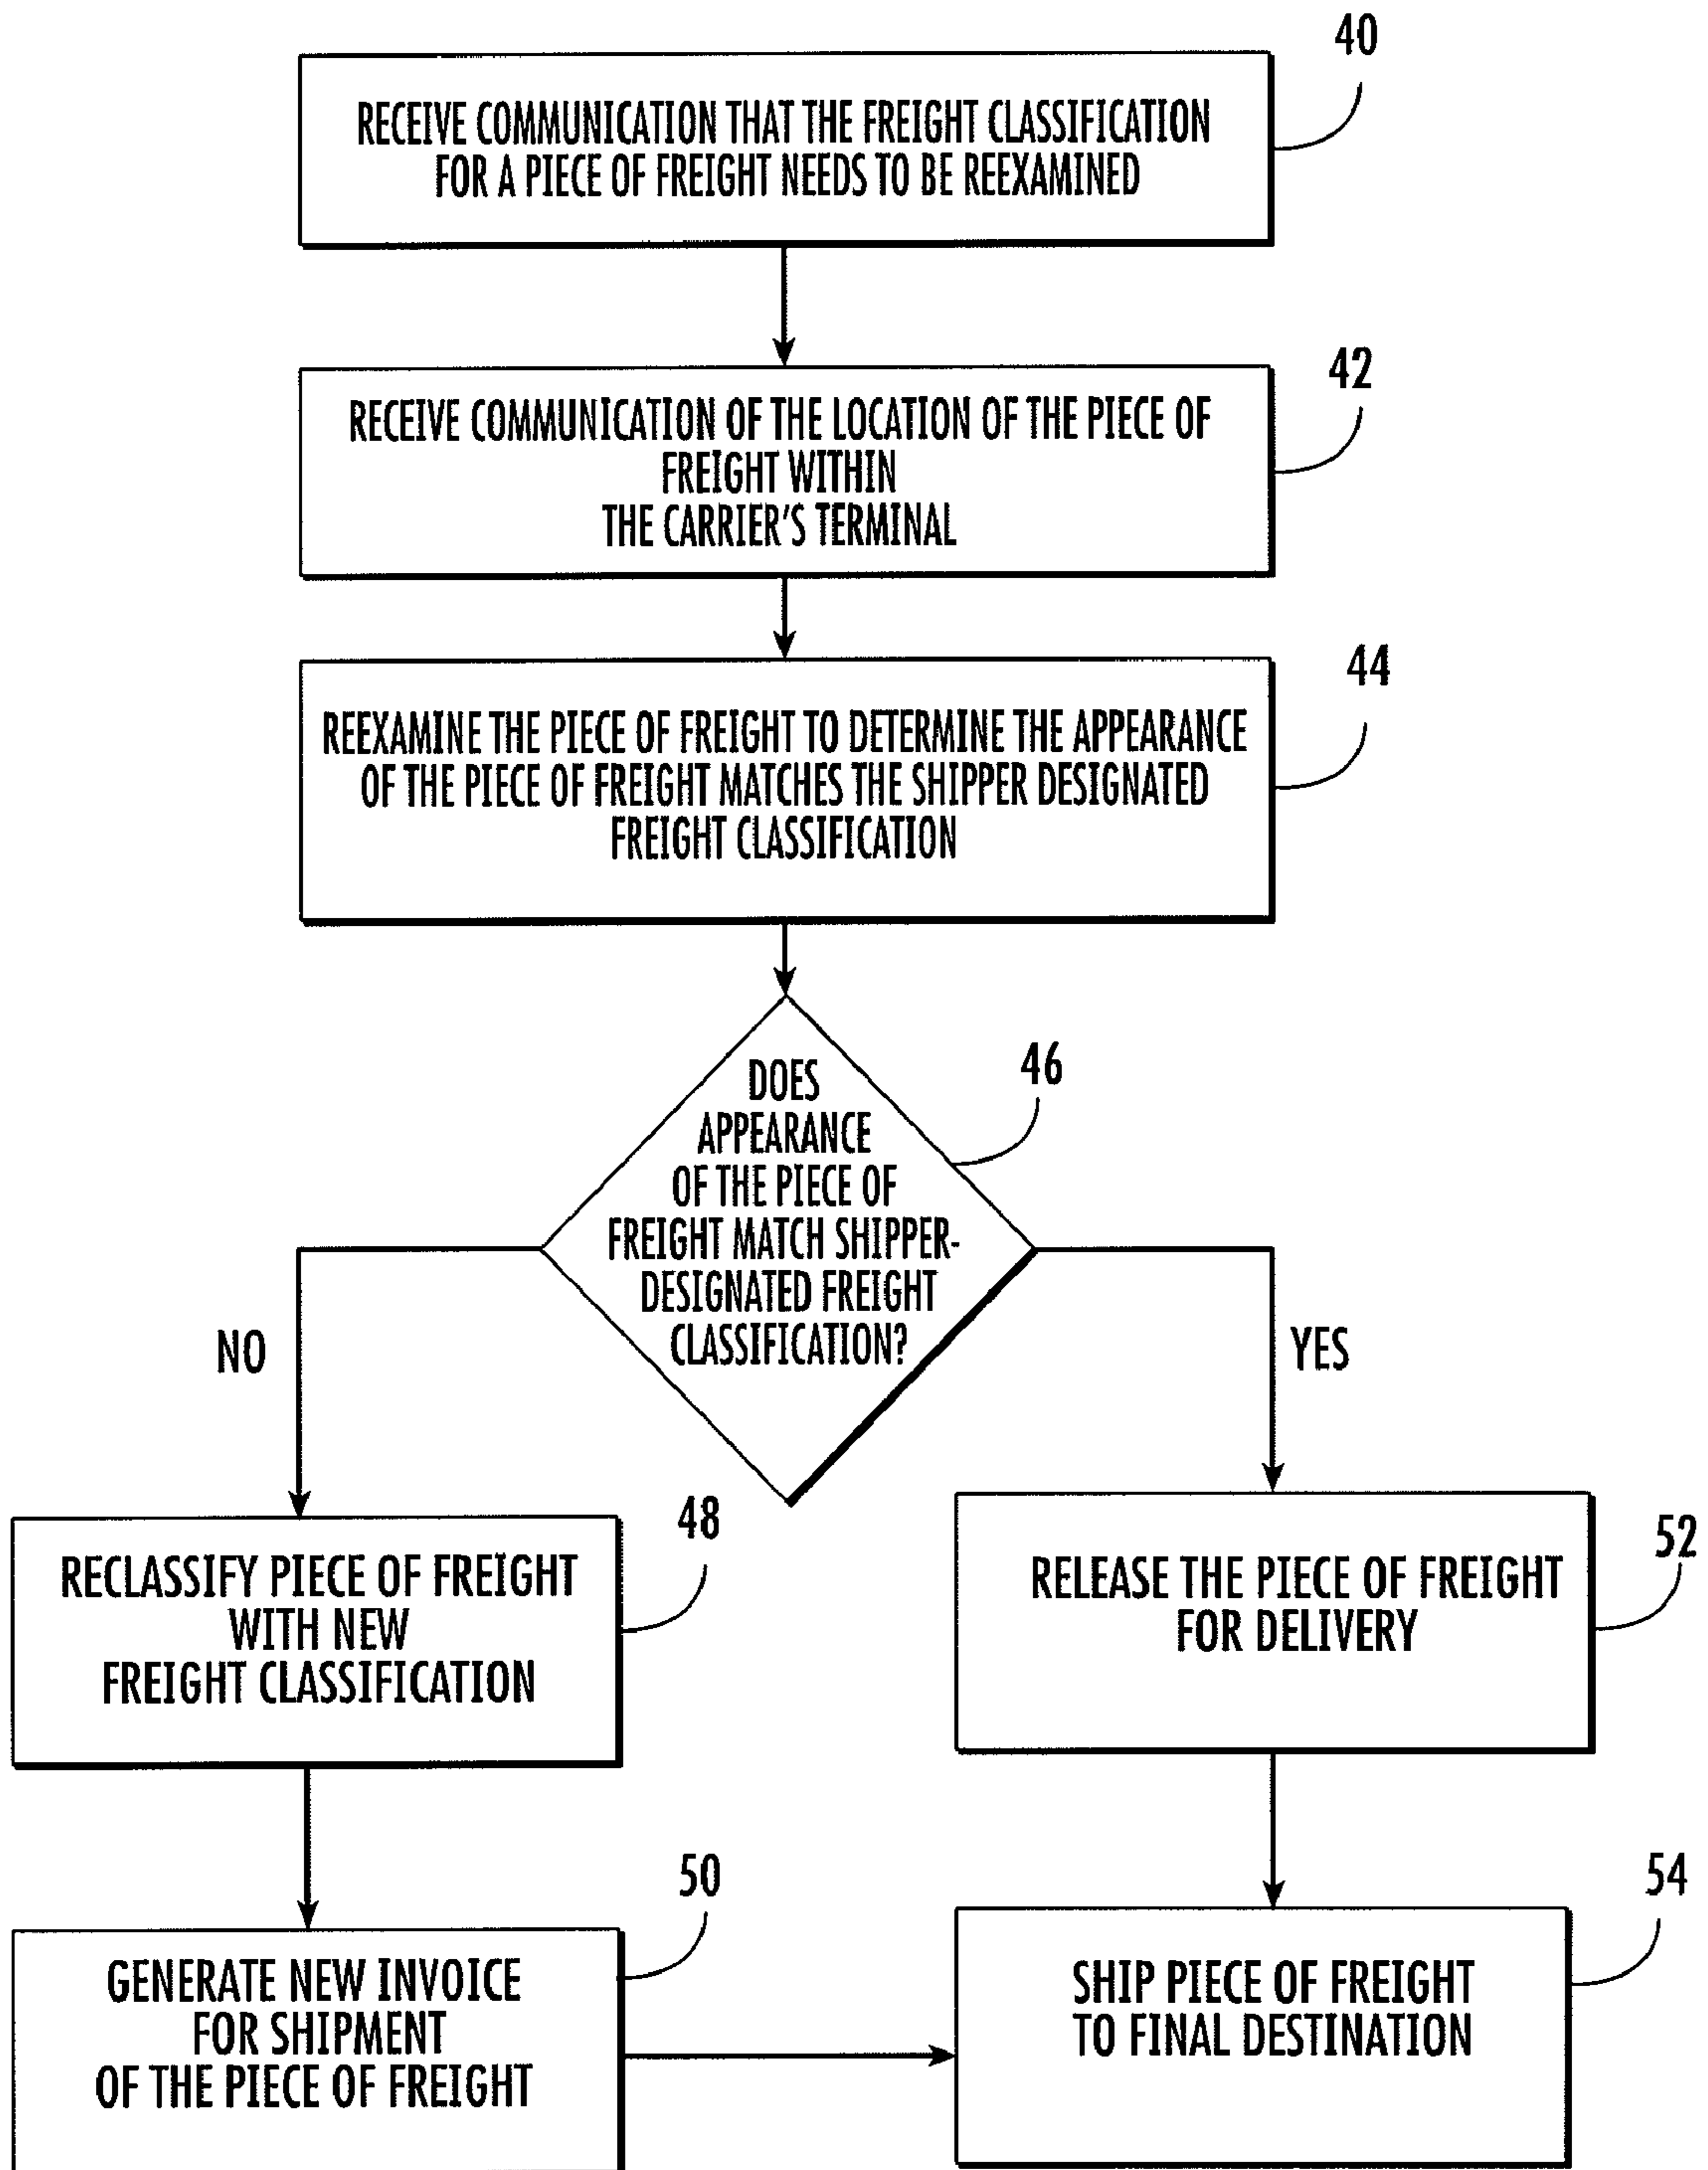 40
RECEIVE COMMUNICATION THAT THE FREIGHT CLASSIFICATION
FOR A PIECE OF FREIGHT NEEDS TO BE REEXAMINED
42
RECEIVE COMMUNICATION OF THE LOCATION OF THE PIECE OF
FREIGHT WITHIN
THE CARRIER'S TERMINAL
44
REEXAMINE THE PIECE OF FREIGHT TO DETERMINE THE APPEARANCE
OF THE PIECE OF FREIGHT MATCHES THE SHIPPER DESIGNATED
FREIGHT CLASSIFICATION
46
DOES
APPEARANCE
OF THE PIECE OF
FREIGHT MATCH SHIPPER-
DESIGNATED FREIGHT
CLASSIFICATION?
NO
YES
48
RECLASSIFY PIECE OF FREIGHT
WITH NEW
FREIGHT CLASSIFICATION
52
RELEASE THE PIECE OF FREIGHT
FOR DELIVERY
50
GENERATE NEW INVOICE
FOR SHIPMENT
OF THE PIECE OF FREIGHT
54
SHIP PIECE OF FREIGHT
TO FINAL DESTINATION